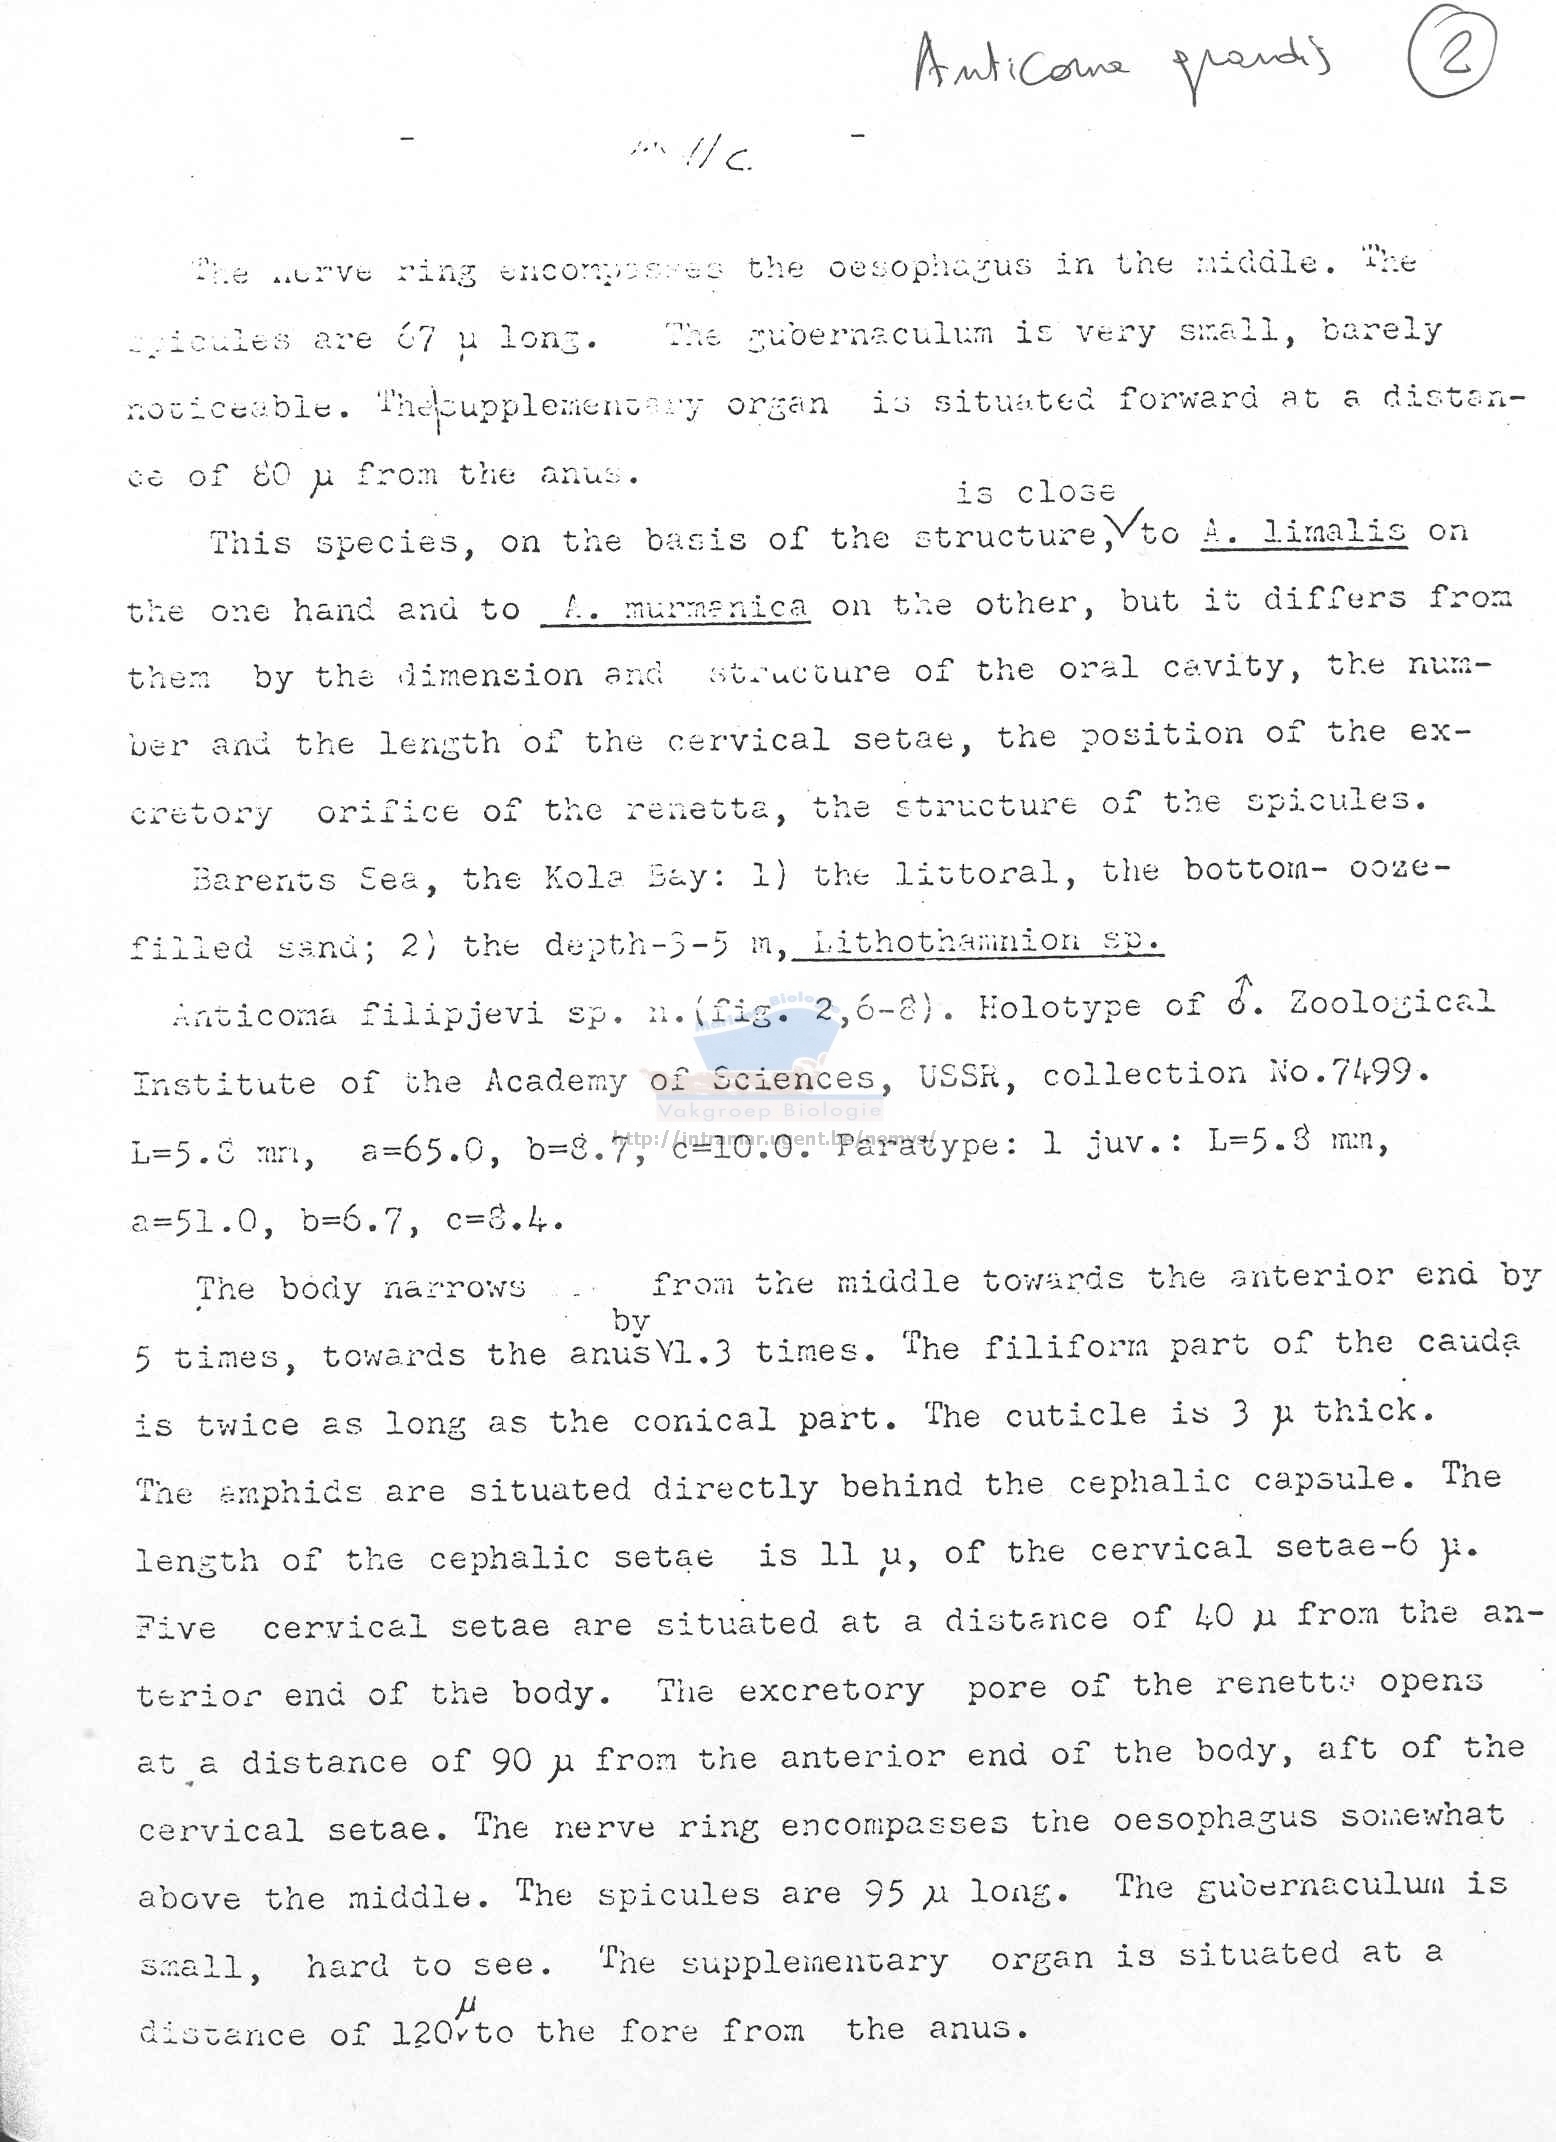 Anticoma grandis 2
- -
The nerve ring encompasses the oesophagus in the middle. The
spicules are 67 µ long. The gubernaculum is very small, barely
noticeable. The supplementary organ is situated forward at a distan-
ce of 80 µ from the anus.
is close
This species, on the basis of the structure, to A. limalis on
the one hand and to A. murmanica on the other, but it differs from
them by the dimension and structure of the oral cavity, the num-
ber and the length of the cervical setae, the position of the ex-
cretory orifice of the renetta, the structure of the spicules.
Barents Sea, the Kola Bay: 1) the littoral, the bottom- ooze-
filled sand; 2) the depth-3-5 m, Lithothamnion sp.
Anticoma filipjevi sp. n.(fig. 2,6-8). Holotype of ♂. Zoological
Institute of the Academy of Sciences, USSR, collection No.7499.
Vakgroep Biologie
http://intramar.ugent.be/nemys/
L=5.8 mm, a=65.0, b=8.7, c=10.0. Paratype: 1 juv.: L=5.8 mm,
a=51.0, b=6.7, c=8.4.
The body narrows from the middle towards the anterior end by
by
5 times, towards the anus 1.3 times. The filiform part of the cauda
is twice as long as the conical part. The cuticle is 3 µ thick.
The amphids are situated directly behind the cephalic capsule. The
length of the cephalic setae is 11 µ, of the cervical setae-6 µ.
Five cervical setae are situated at a distance of 40 µ from the an-
terior end of the body. The excretory pore of the renetta opens
at a distance of 90 µ from the anterior end of the body, aft of the
cervical setae. The nerve ring encompasses the oesophagus somewhat
above the middle. The spicules are 95 µ long. The gubernaculum is
small, hard to see. The supplementary organ is situated at a
µ
distance of 120 to the fore from the anus.